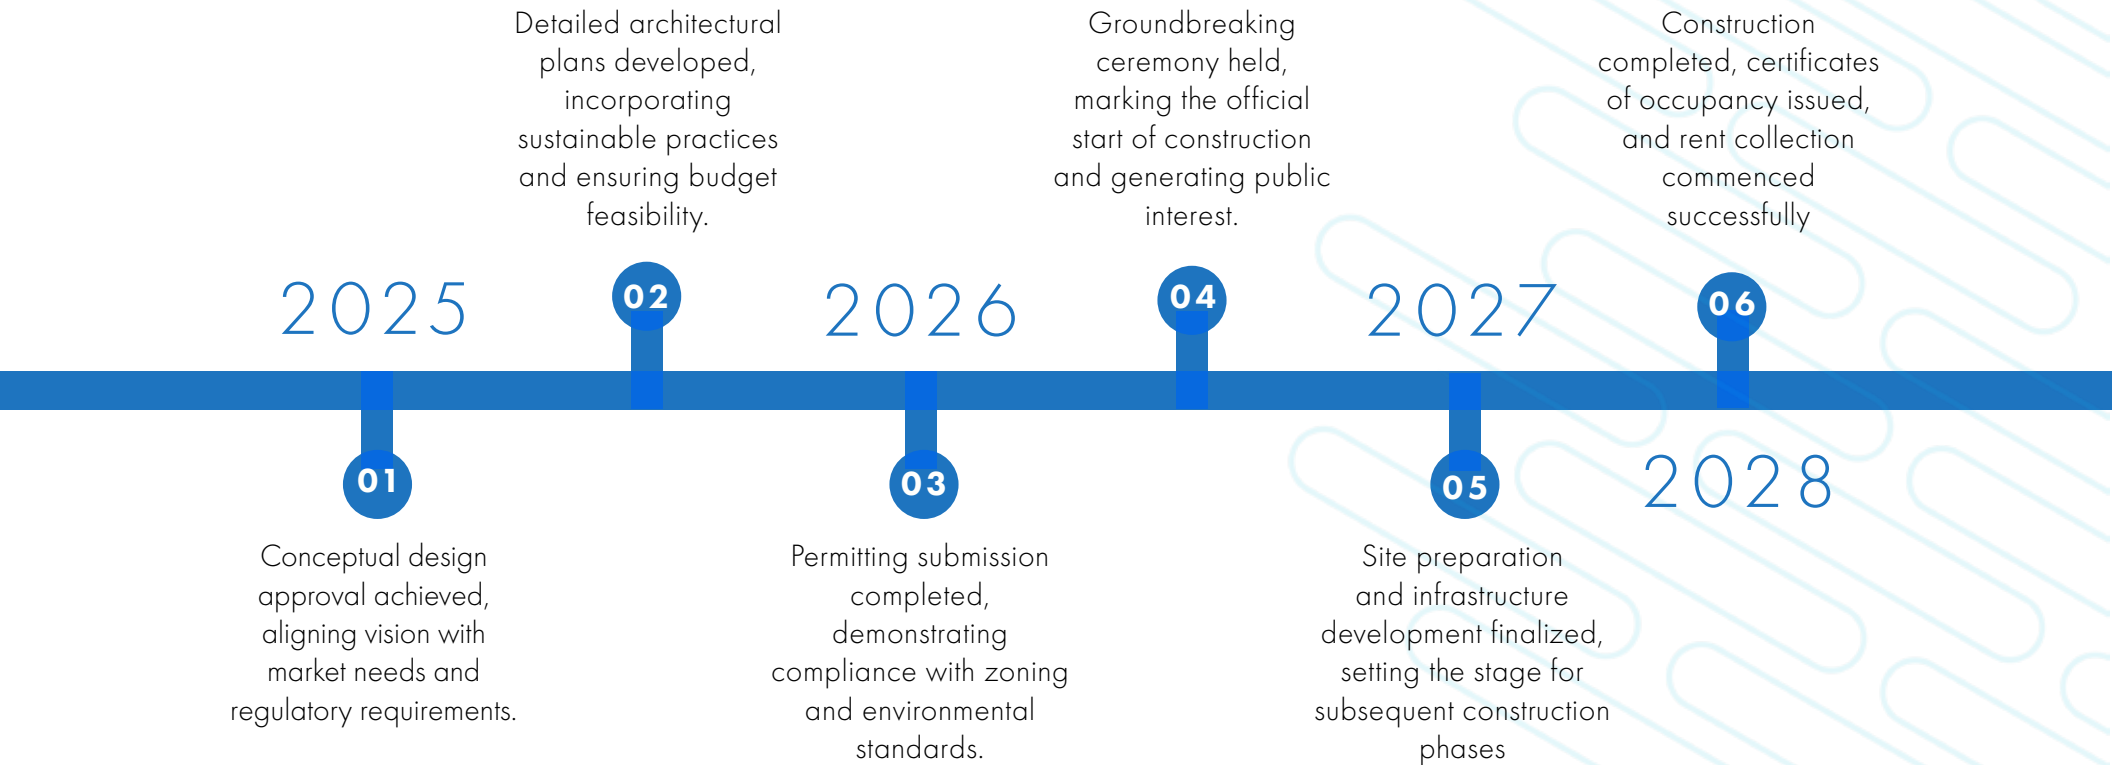 Detailed architectural
plans developed,
incorporating
sustainable practices
and ensuring budget
feasibility.
Groundbreaking
ceremony held,
marking the official
start of construction
and generating public
interest.
Construction
completed, certificates
of occupancy issued,
and rent collection
commenced
successfully
2025
02
2026
04
2027
06
01
03
05
2028
Conceptual design
approval achieved,
aligning vision with
market needs and
regulatory requirements.
Permitting submission
completed,
demonstrating
compliance with zoning
and environmental
standards.
Site preparation
and infrastructure
development finalized,
setting the stage for
subsequent construction
phases